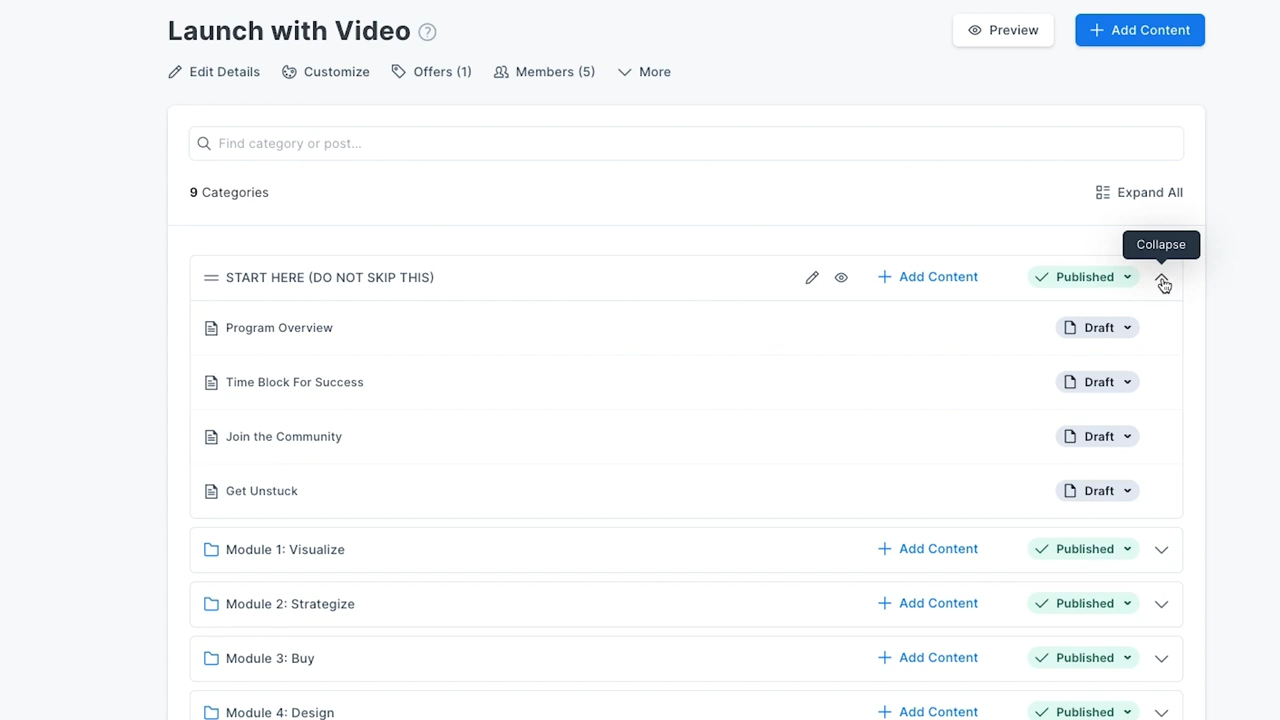 Launch with Video
Preview
Add Content
Edit Details
Customize
Offers (1)
Members (5)
More
Find category or post...
9 Categories
Expand All
Collapse
START HERE (DO NOT SKIP THIS)
Add Content
Published
Program Overview
Draft
Time Block For Success
Draft
Join the Community
Draft
Get Unstuck
Draft
Module 1: Visualize
Add Content
Published
Module 2: Strategize
Add Content
Published
Module 3: Buy
Add Content
Published
Module 4: Design
Add Content
Published